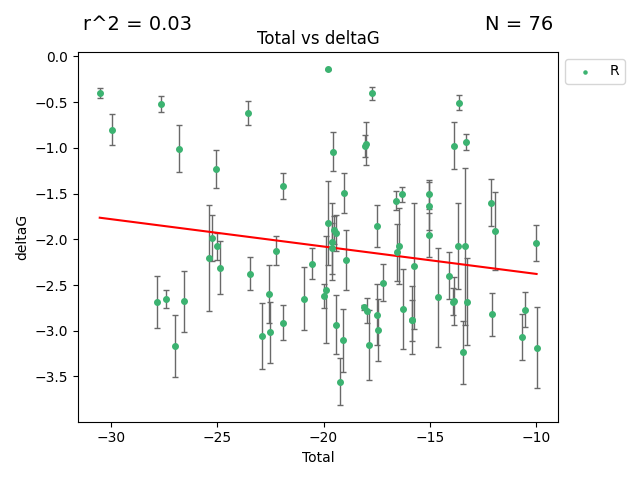 r^2 = 0.03
N = 76
Total vs deltaG
R
deltaG
0.0
−0.5
−1.0
−1.5
−2.0
−2.5
−3.0
−3.5
−30
−25
−20
−15
−10
Total